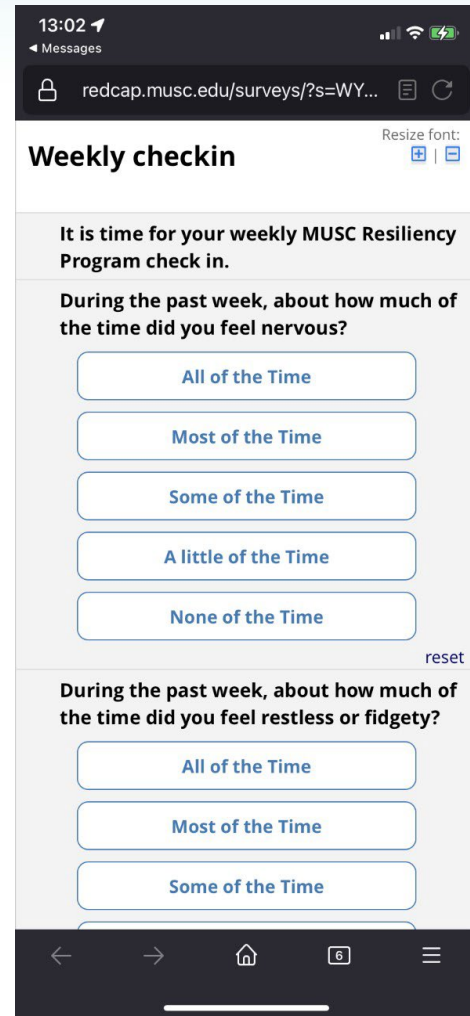 13:02
Messages
redcap.musc.edu/surveys/?s=WY...
Resize font:
Weekly checkin
It is time for your weekly MUSC Resiliency
Program check in.
During the past week, about how much of
the time did you feel nervous?
All of the Time
Most of the Time
Some of the Time
A little of the Time
None of the Time
reset
During the past week, about how much of
the time did you feel restless or fidgety?
All of the Time
Most of the Time
Some of the Time
6